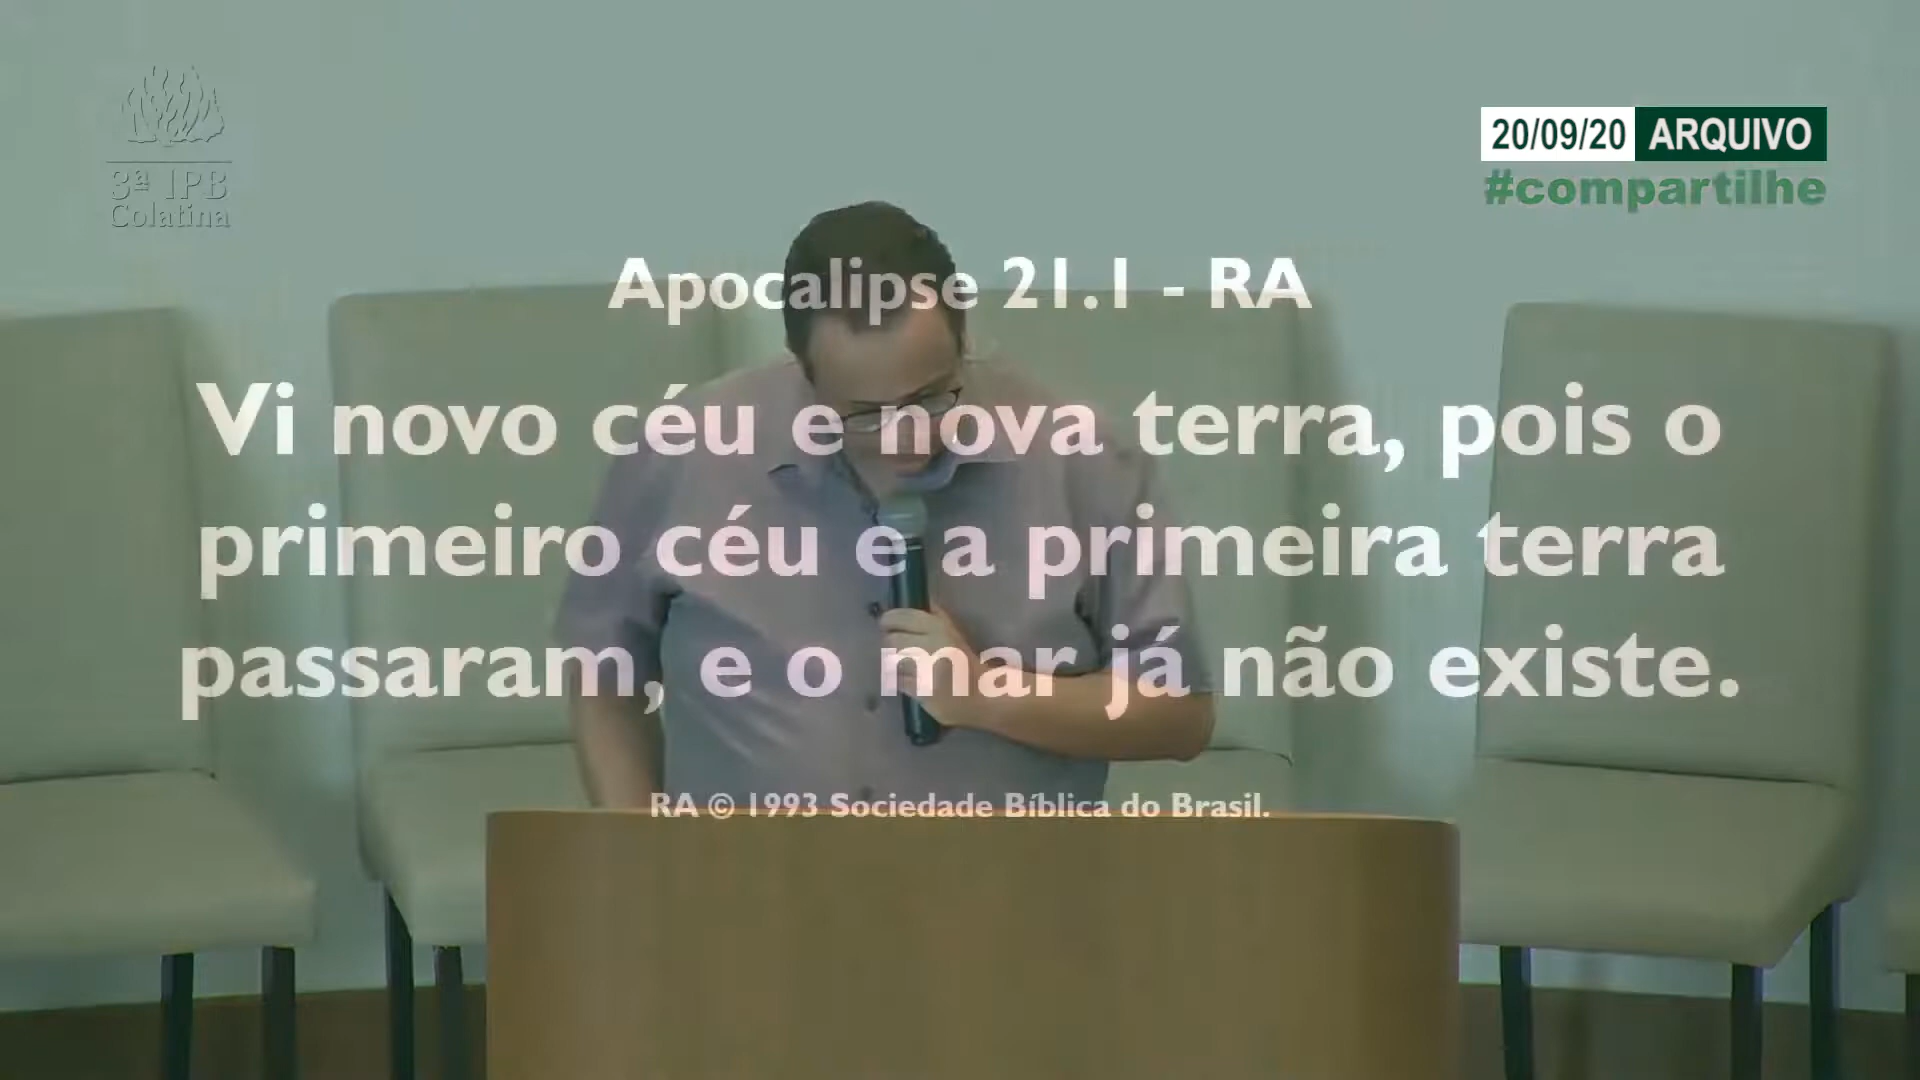 3ª IPB
Colatina
20/09/20 ARQUIVO
#compartilhe
Apocalipse 21.1 - RA
Vi novo céu e nova terra, pois o
primeiro céu e a primeira terra
passaram, e o mar já não existe.
RA © 1993 Sociedade Bíblica do Brasil.